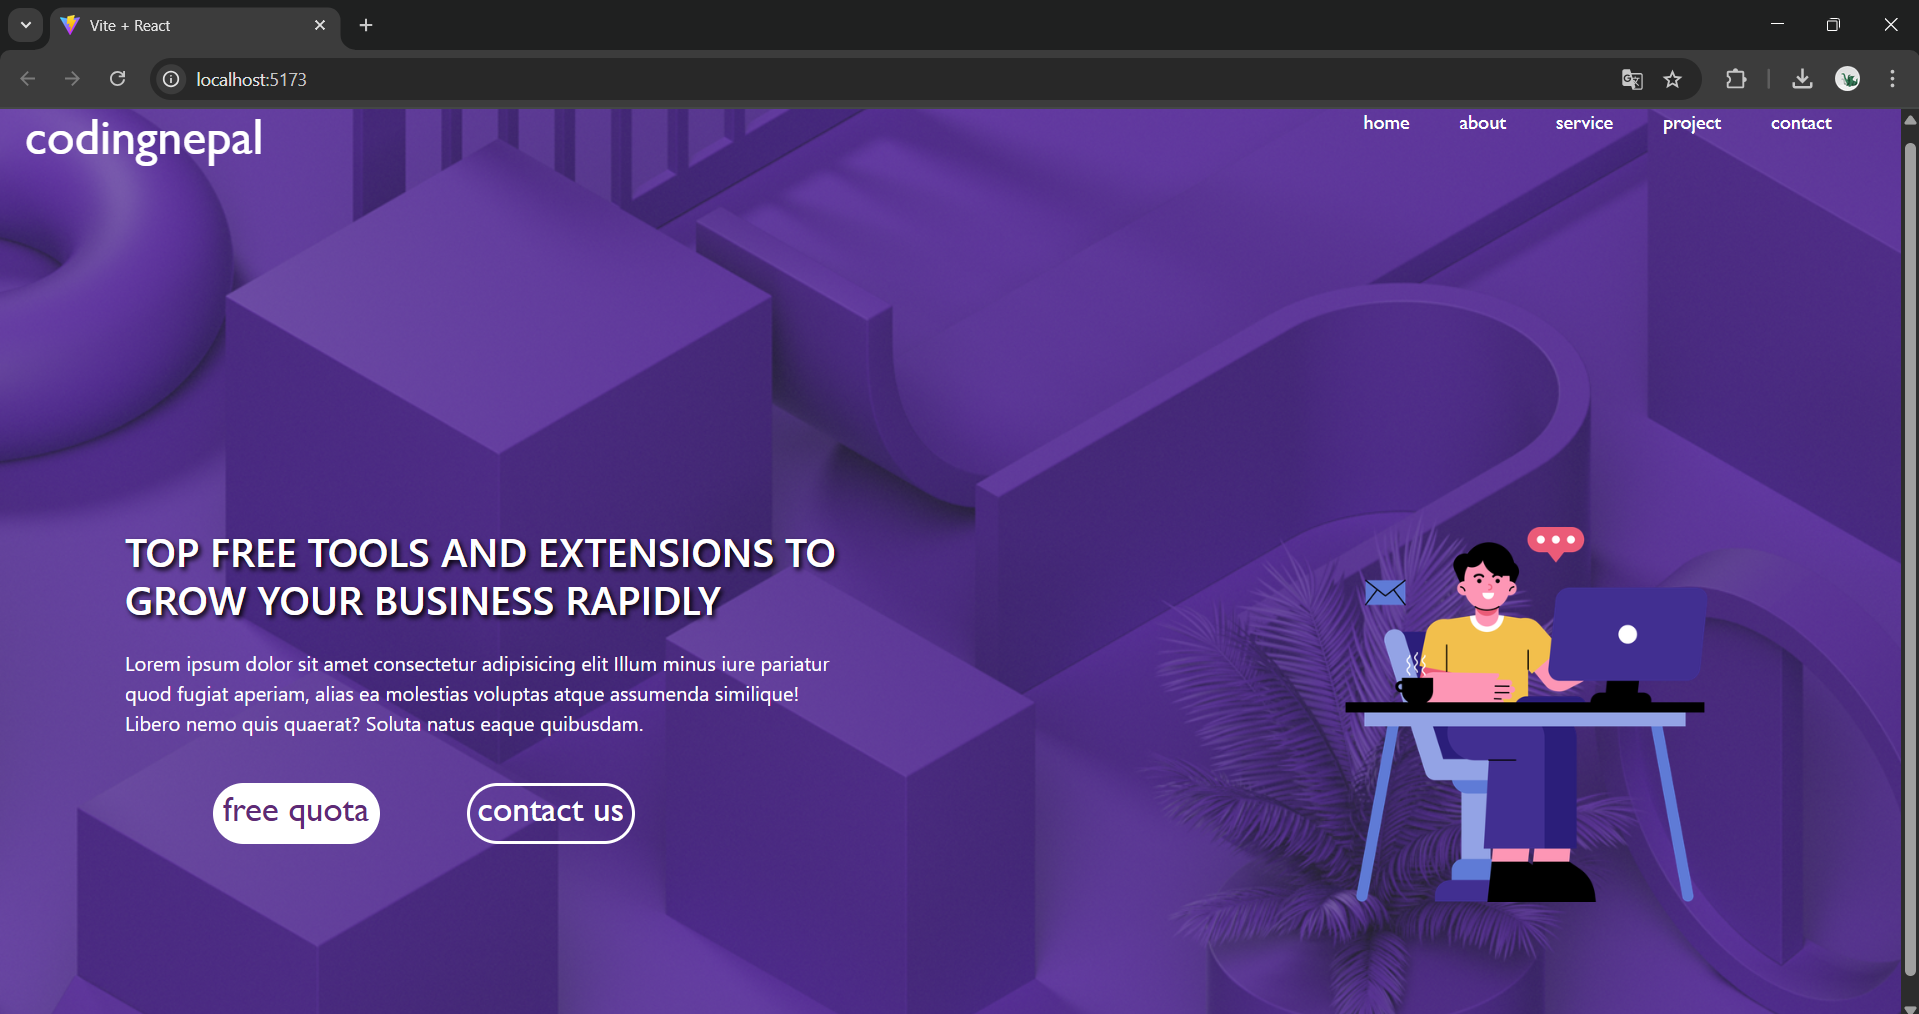 Vite + React
localhost:5173
codingnepal
home about service project contact
TOP FREE TOOLS AND EXTENSIONS TO
GROW YOUR BUSINESS RAPIDLY
Lorem ipsum dolor sit amet consectetur adipisicing elit Illum minus iure pariatur
quod fugiat aperiam, alias ea molestias voluptas atque assumenda similique!
Libero nemo quis quaerat? Soluta natus eaque quibusdam.
free quota contact us